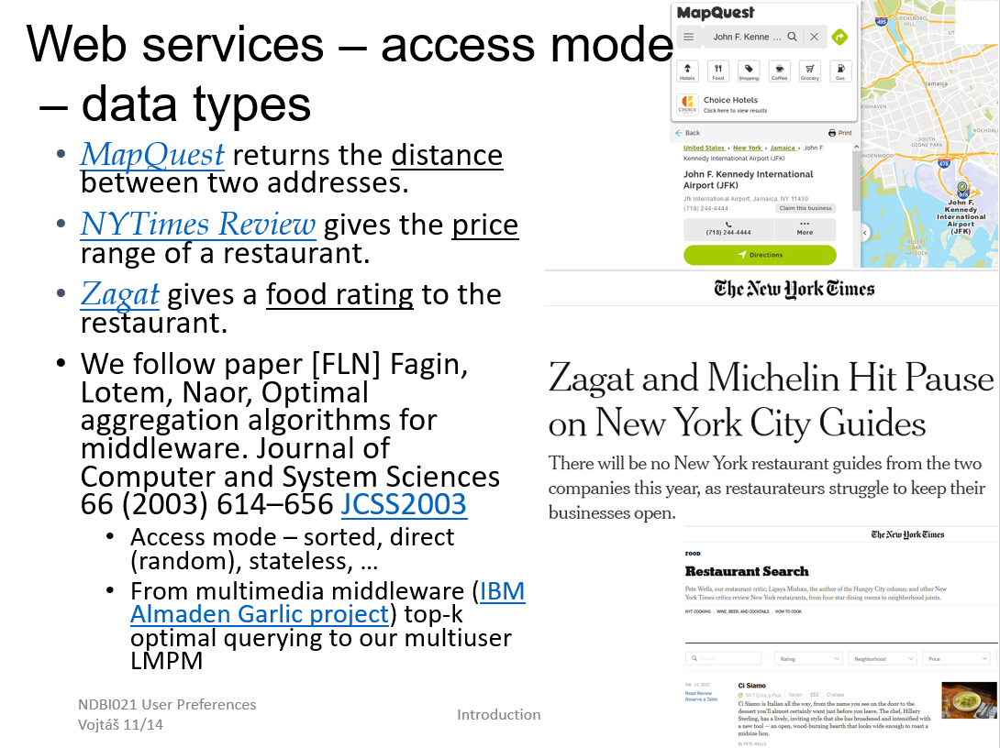 Web services – access mode
– data types
• MapQuest returns the distance
between two addresses.
• NYTimes Review gives the price
range of a restaurant.
• Zagat gives a food rating to the
restaurant.
• We follow paper [FLN] Fagin,
Lotem, Naor, Optimal
aggregation algorithms for
middleware. Journal of
Computer and System Sciences
66 (2003) 614–656 JCSS2003
• Access mode – sorted, direct
(random), stateless, …
• From multimedia middleware (IBM
Almaden Garlic project) top-k
optimal querying to our multiuser
LMPM
NDBI021 User Preferences
Vojtáš 11/14
Introduction
MapQuest
John F. Kenne ...
Hotels Food Shopping Coffee Grocery Gas
CHOICE
Choice Hotels
Click here to view results
Back Print
United States › New York › Jamaica › John F.
Kennedy International Airport (JFK)
John F. Kennedy International
Airport (JFK)
Jfk International Airport, Jamaica, NY 11430
(718) 244-4444
Claim this business
(718) 244-4444
More
Directions
495
QUEENSBORO
HILL
Jamaica
SOUTH
OZONE PARK
678
John F.
Kennedy
International
Airport
(JFK)
The New York Times
Zagat and Michelin Hit Pause
on New York City Guides
There will be no New York restaurant guides from the two
companies this year, as restaurateurs struggle to keep their
businesses open.
The New York Times
FOOD
Restaurant Search
Pete Wells, our restaurant critic; Ligaya Mishan, the author of the Hungry City column; and other New
York Times critics review New York restaurants, from four-star dining rooms to neighborhood joints.
NYT COOKING | WINE, BEER, AND COCKTAILS | HOW TO COOK
Search
Rating
Neighborhood
Price
Feb. 14, 2022
Read Review
Reserve a Table
Ci Siamo
NYT Critic's Pick | Italian | $$$ | Chelsea
Ci Siamo is Italian all the way, from the name you see on the door to the
dessert you'll almost certainly want just before you leave. The chef, Hillary
Sterling, has a lively, inviting style that she has broadened and intensified with
a new tool — an open, wood-burning hearth that looks wide enough to roast a
midsize lion.
By PETE WELLS